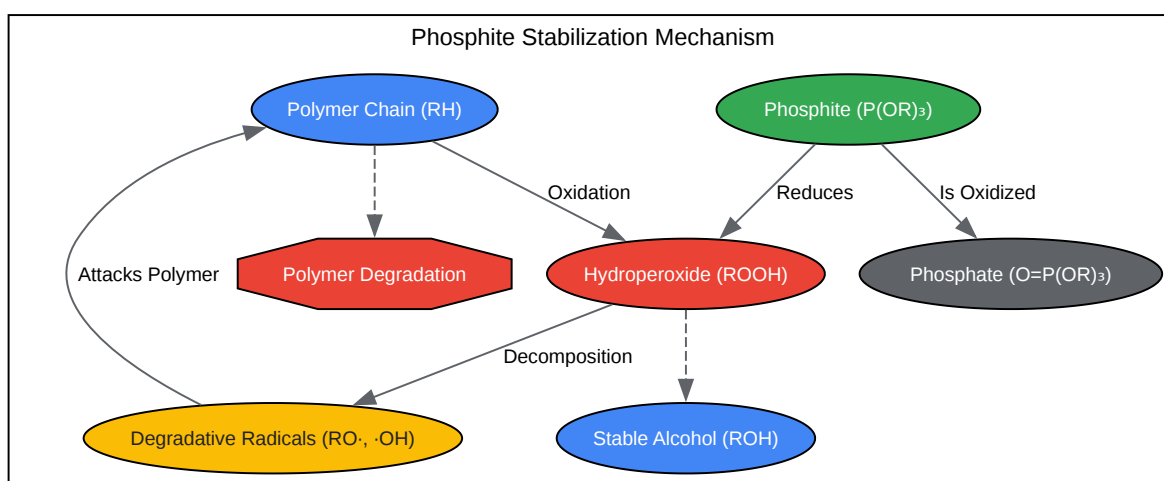 Phosphite Stabilization Mechanism
Polymer Chain (RH)
Phosphite (P(OR)₃)
Oxidation
Reduces
Is Oxidized
Attacks Polymer
Polymer Degradation
Hydroperoxide (ROOH)
Phosphate (O=P(OR)₃)
Decomposition
Degradative Radicals (RO·, ·OH)
Stable Alcohol (ROH)